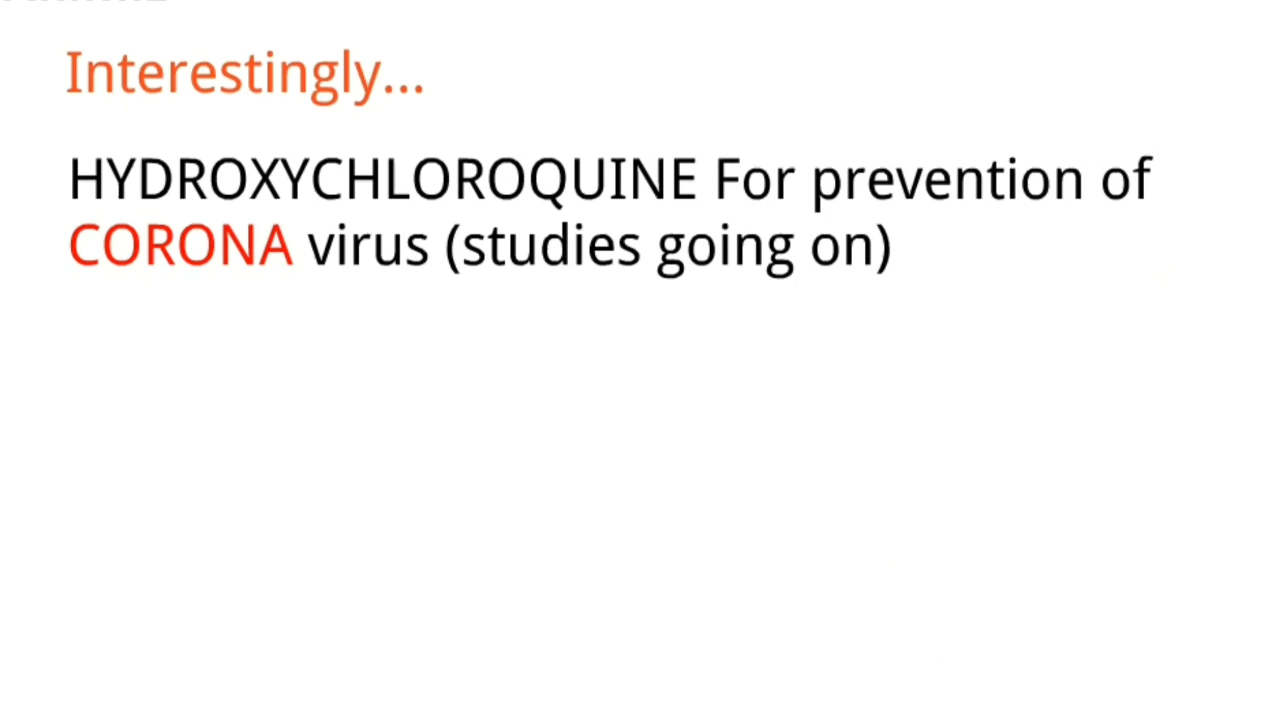 Interestingly...
HYDROXYCHLOROQUINE For prevention of
CORONA virus (studies going on)